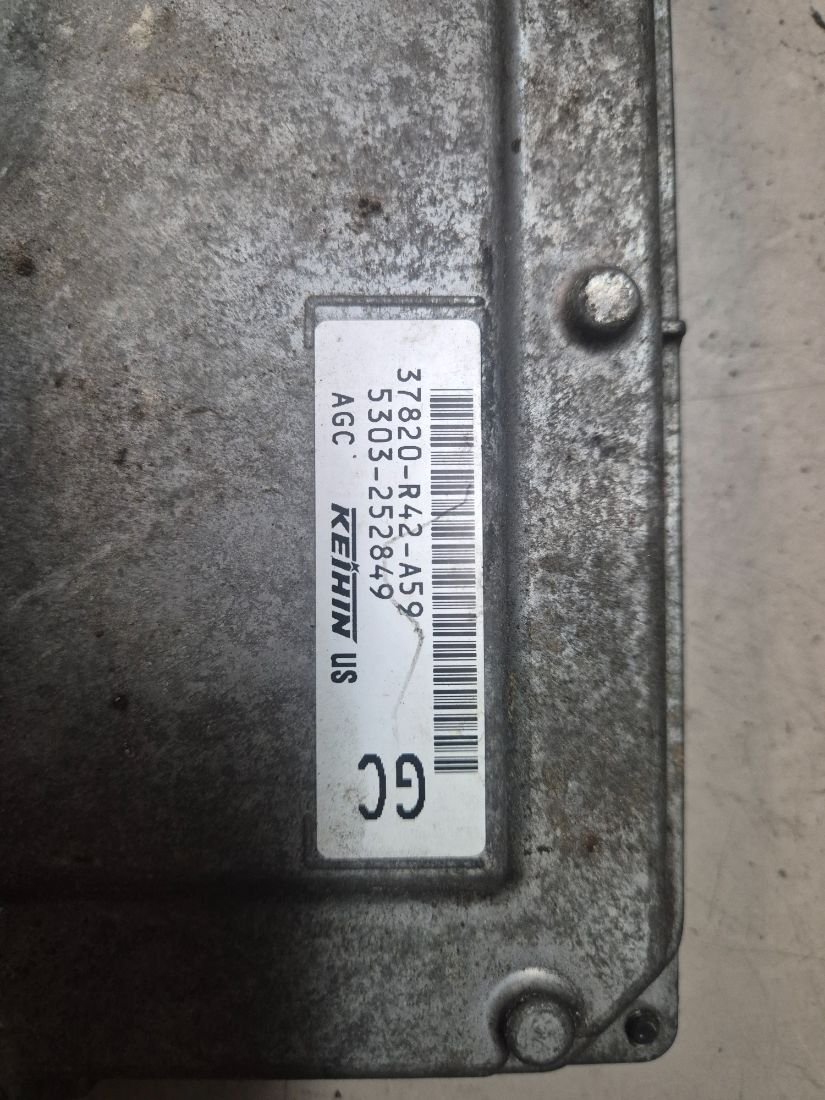 37820-R42-A59
5303-252849
AGC KEIHIN US
GC